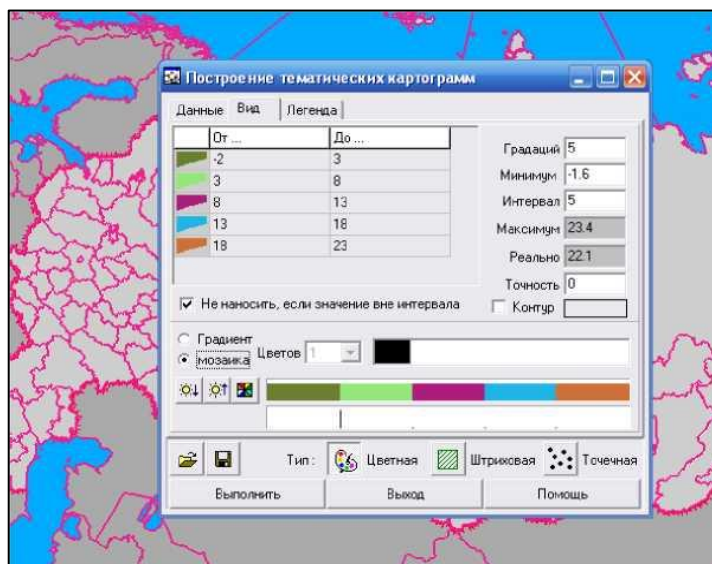 Построение тематических картограмм
Данные Вид Легенда
От ... До ...
-2 3
3 8
8 13
13 18
18 23
Градаций 5
Минимум -1.6
Интервал 5
Максимум 23.4
Реально 22.1
Точность 0
Контур
Не наносить, если значение вне интервала
Градиент
мозаика
Цветов 1
Тип: Цветная Штриховая Точечная
Выполнить Выход Помощь